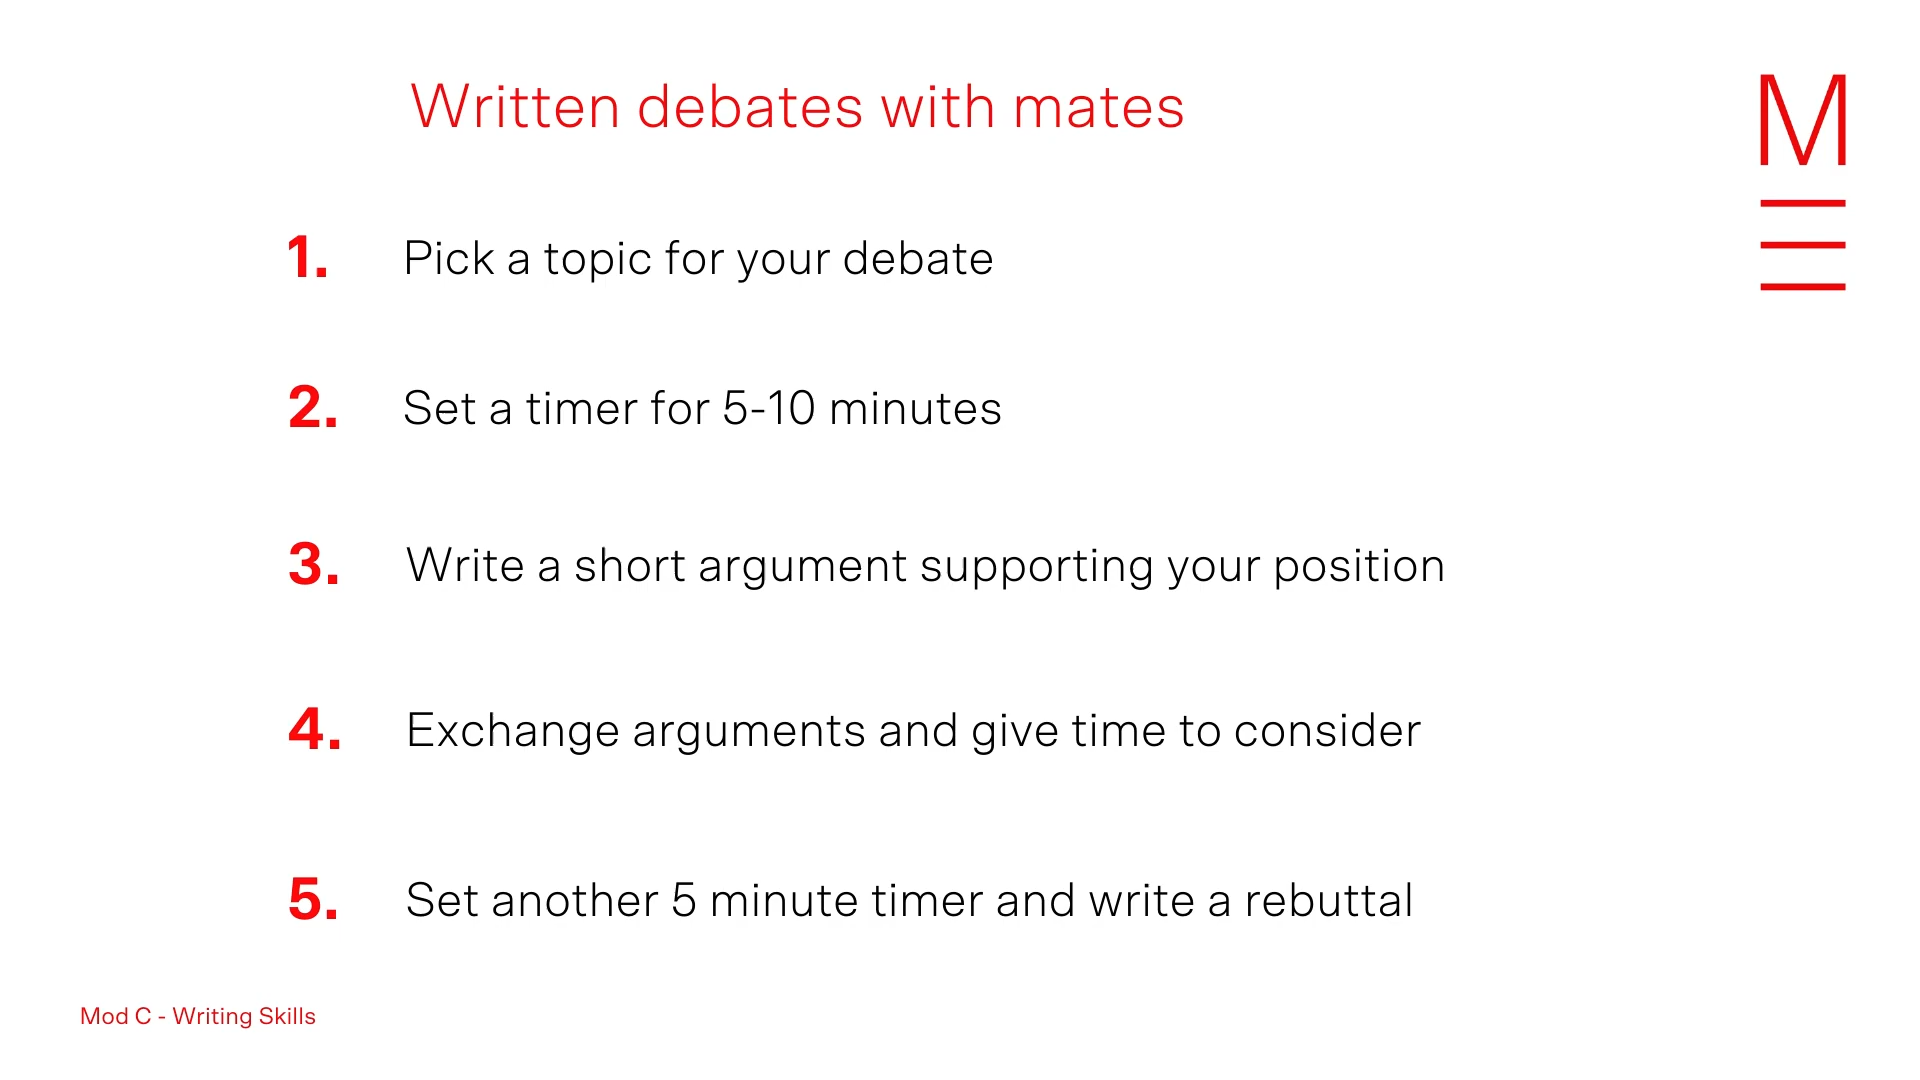 Written debates with mates
M
1. Pick a topic for your debate
2. Set a timer for 5-10 minutes
3. Write a short argument supporting your position
4. Exchange arguments and give time to consider
5. Set another 5 minute timer and write a rebuttal
Mod C - Writing Skills